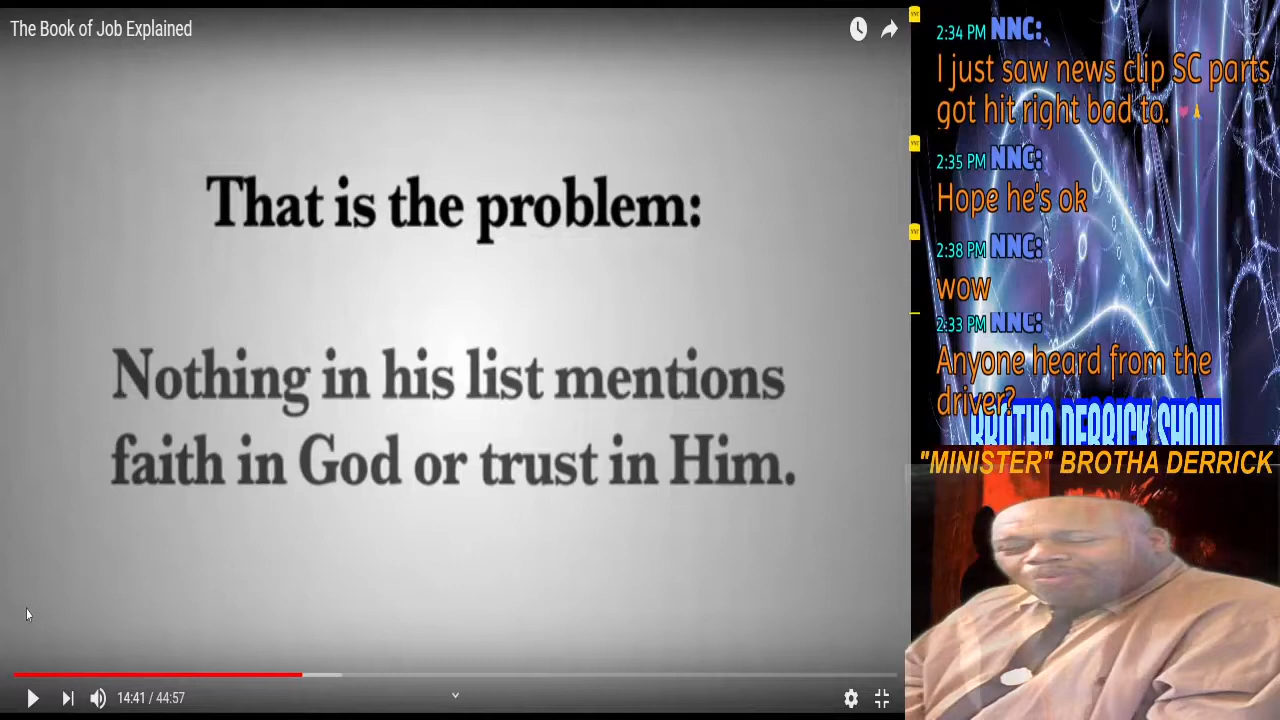 The Book of Job Explained
That is the problem:
Nothing in his list mentions
faith in God or trust in Him.
14:41 / 44:57
2:34 PM NNC:
I just saw news clip SC parts
got hit right bad to.
2:35 PM NNC:
Hope he's ok
2:38 PM NNC:
wow
2:33 PM NNC:
Anyone heard from the
driver?
BROTHA DERRICK SHOW
"MINISTER" BROTHA DERRICK